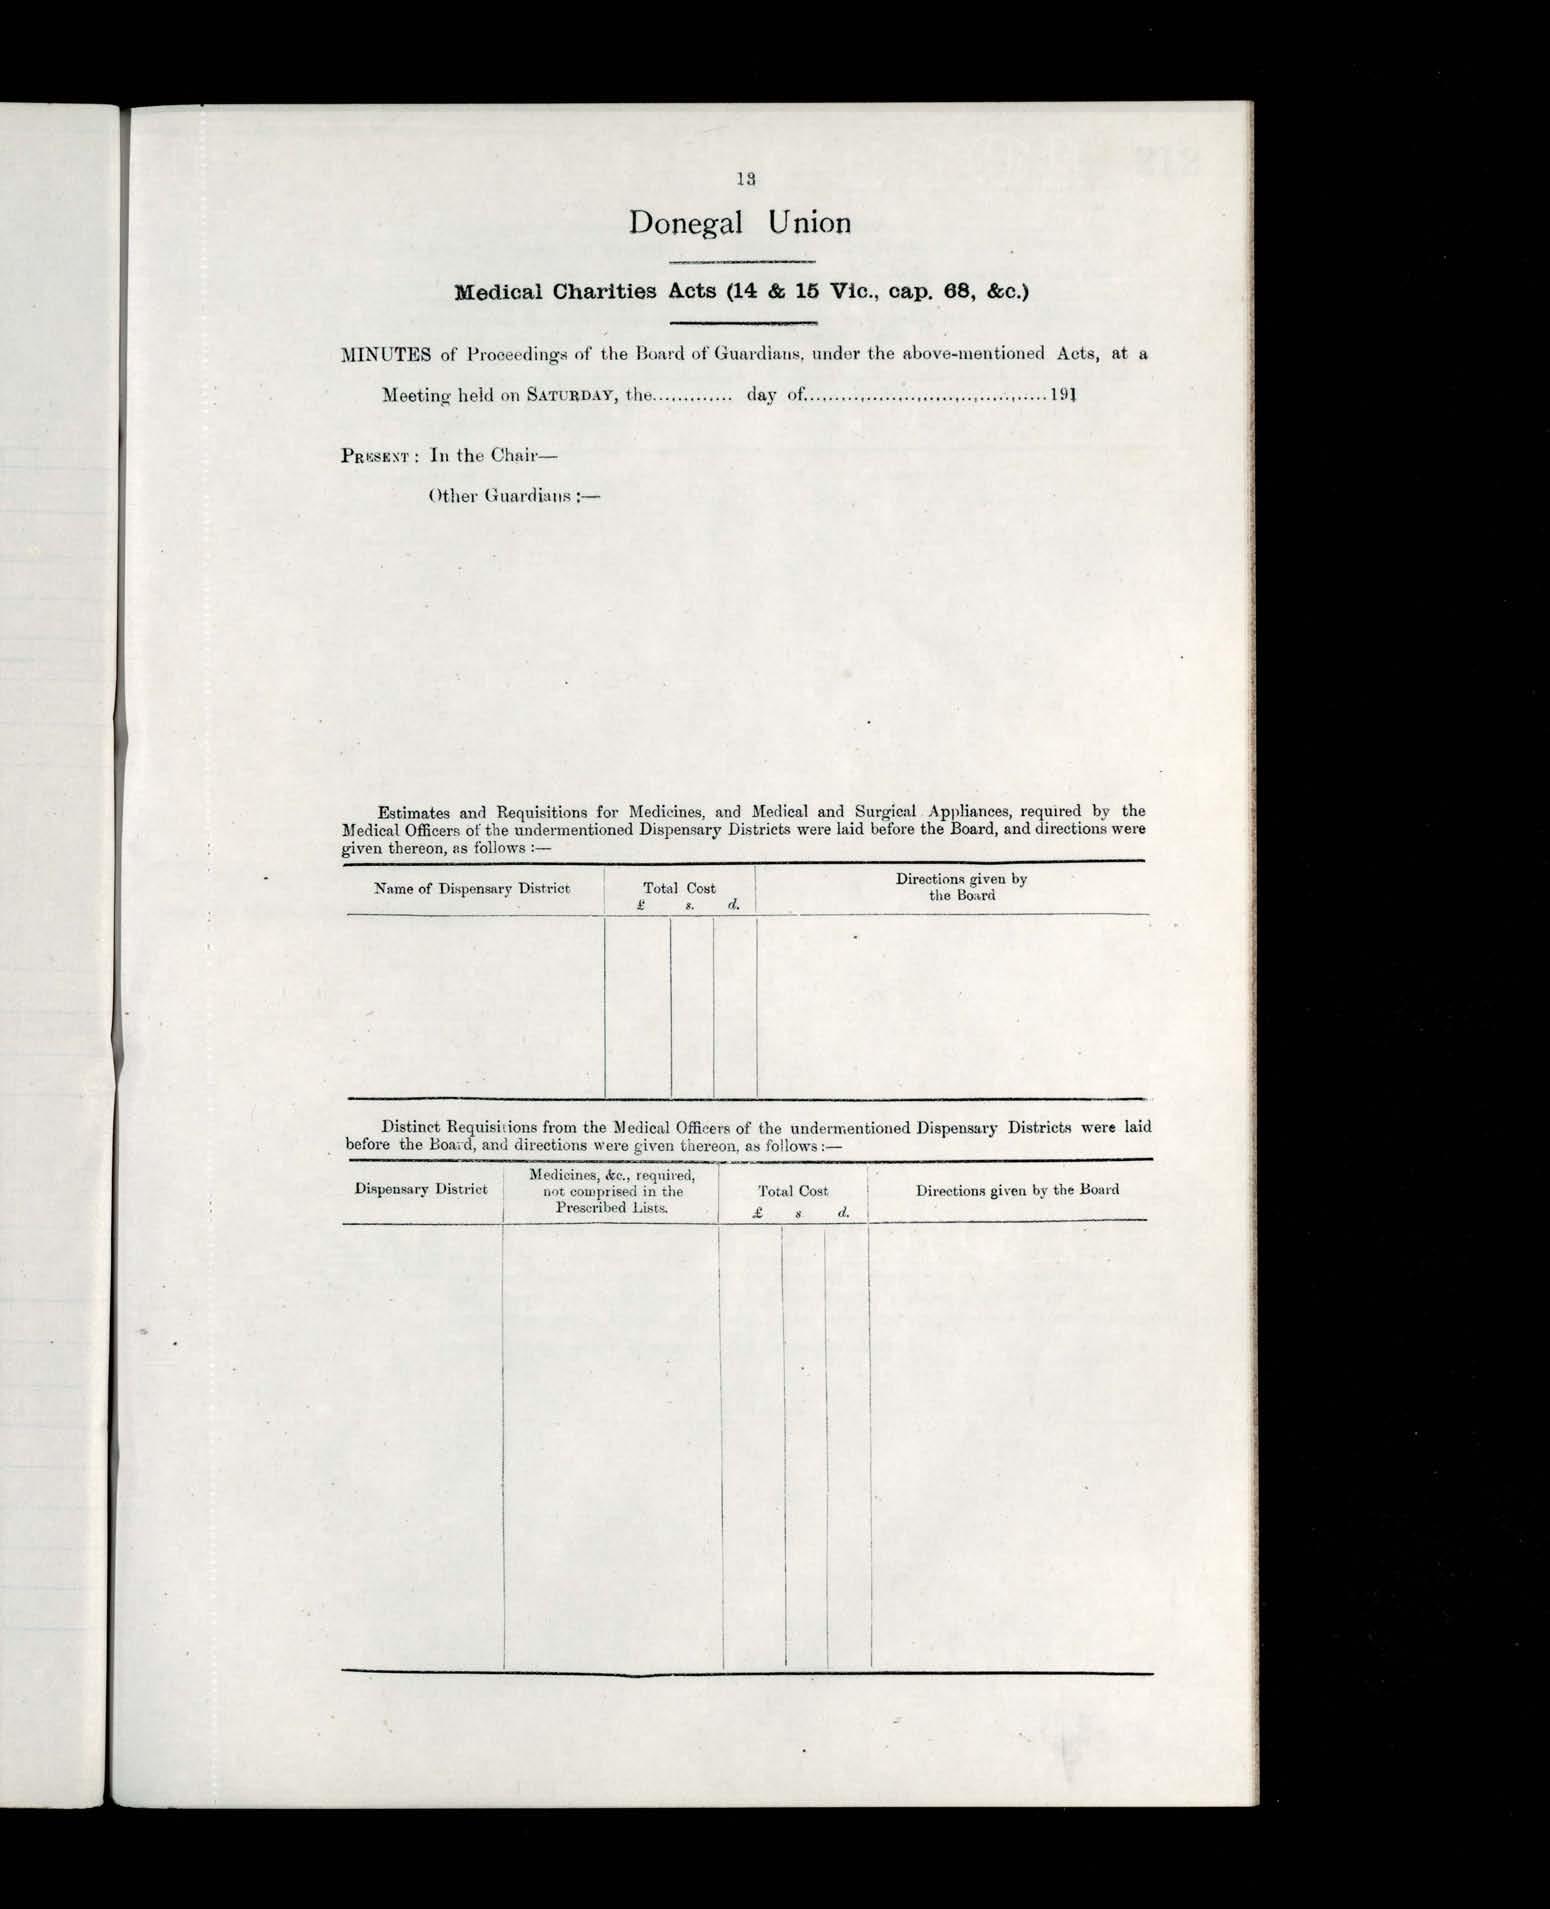 13
Donegal Union
Medical Charities Acts (14 & 15 Vic., cap. 68, &c.)
MINUTES of Proceedings of the Board of Guardians, under the above-mentioned Acts, at a
Meeting held on SATURDAY, the............. day of.......................................191
PRESENT : In the Chair—
Other Guardians :—
Estimates and Requisitions for Medicines, and Medical and Surgical Appliances, required by the
Medical Officers of the undermentioned Dispensary Districts were laid before the Board, and directions were
given thereon, as follows :—
Name of Dispensary District
Total Cost
£ s. d.
Directions given by
the Board
Distinct Requisitions from the Medical Officers of the undermentioned Dispensary Districts were laid
before the Board, and directions were given thereon, as follows :—
Dispensary District
Medicines, &c., required,
not comprised in the
Prescribed Lists.
Total Cost
£ s d.
Directions given by the Board